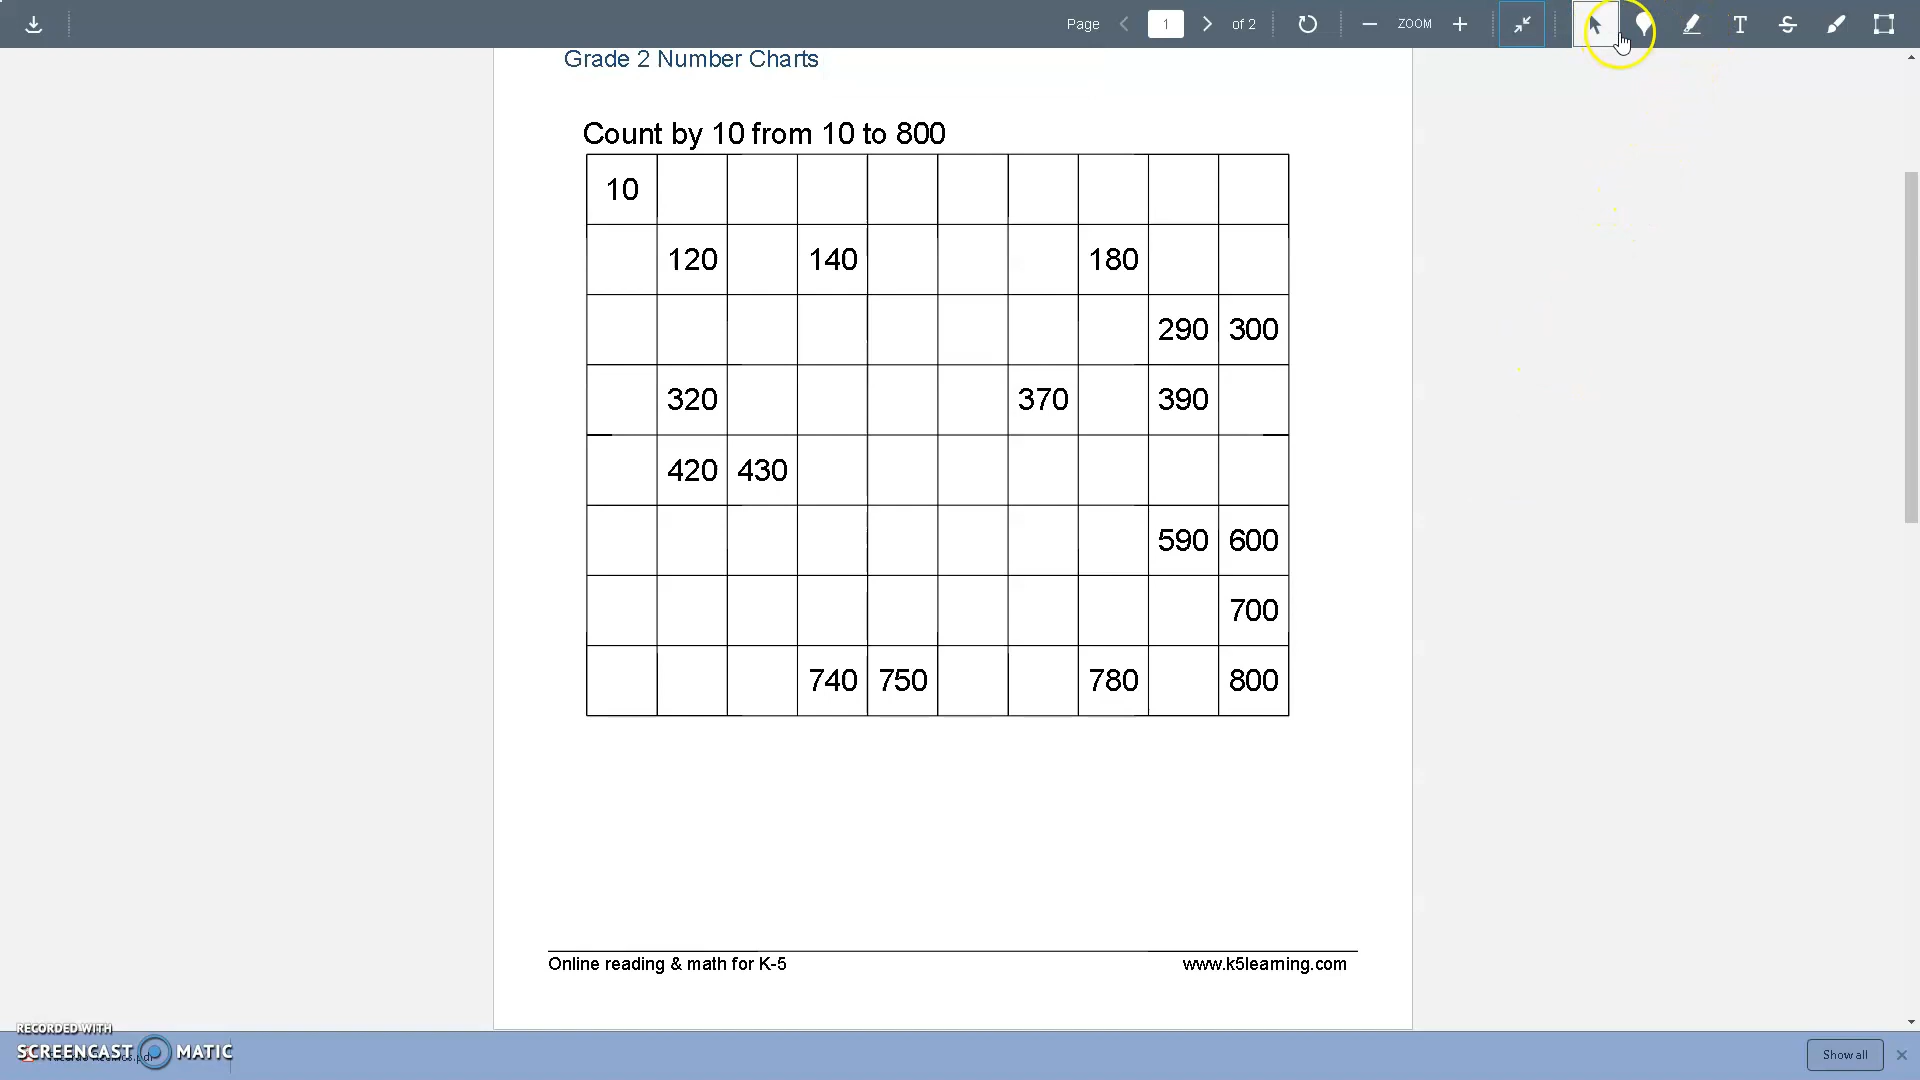 Page 1 of 2 ZOOM
Grade 2 Number Charts
Count by 10 from 10 to 800
10
120 140 180
290 300
320 370 390
420 430
590 600
700
740 750 780 800
Online reading & math for K-5 www.k5learning.com
RECORDED WITH
SCREENCAST MATIC
Show all